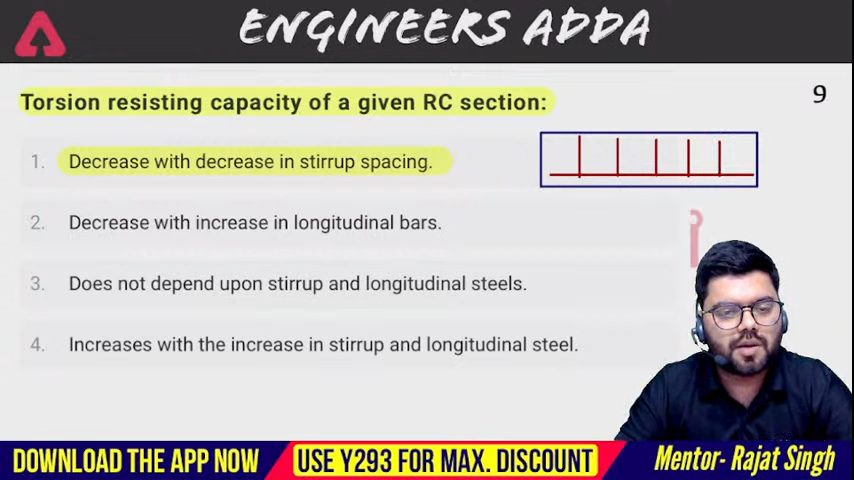 ENGINEERS ADDA
Torsion resisting capacity of a given RC section:
9
1. Decrease with decrease in stirrup spacing.
2. Decrease with increase in longitudinal bars.
3. Does not depend upon stirrup and longitudinal steels.
4. Increases with the increase in stirrup and longitudinal steel.
DOWNLOAD THE APP NOW
USE Y293 FOR MAX. DISCOUNT
Mentor- Rajat Singh